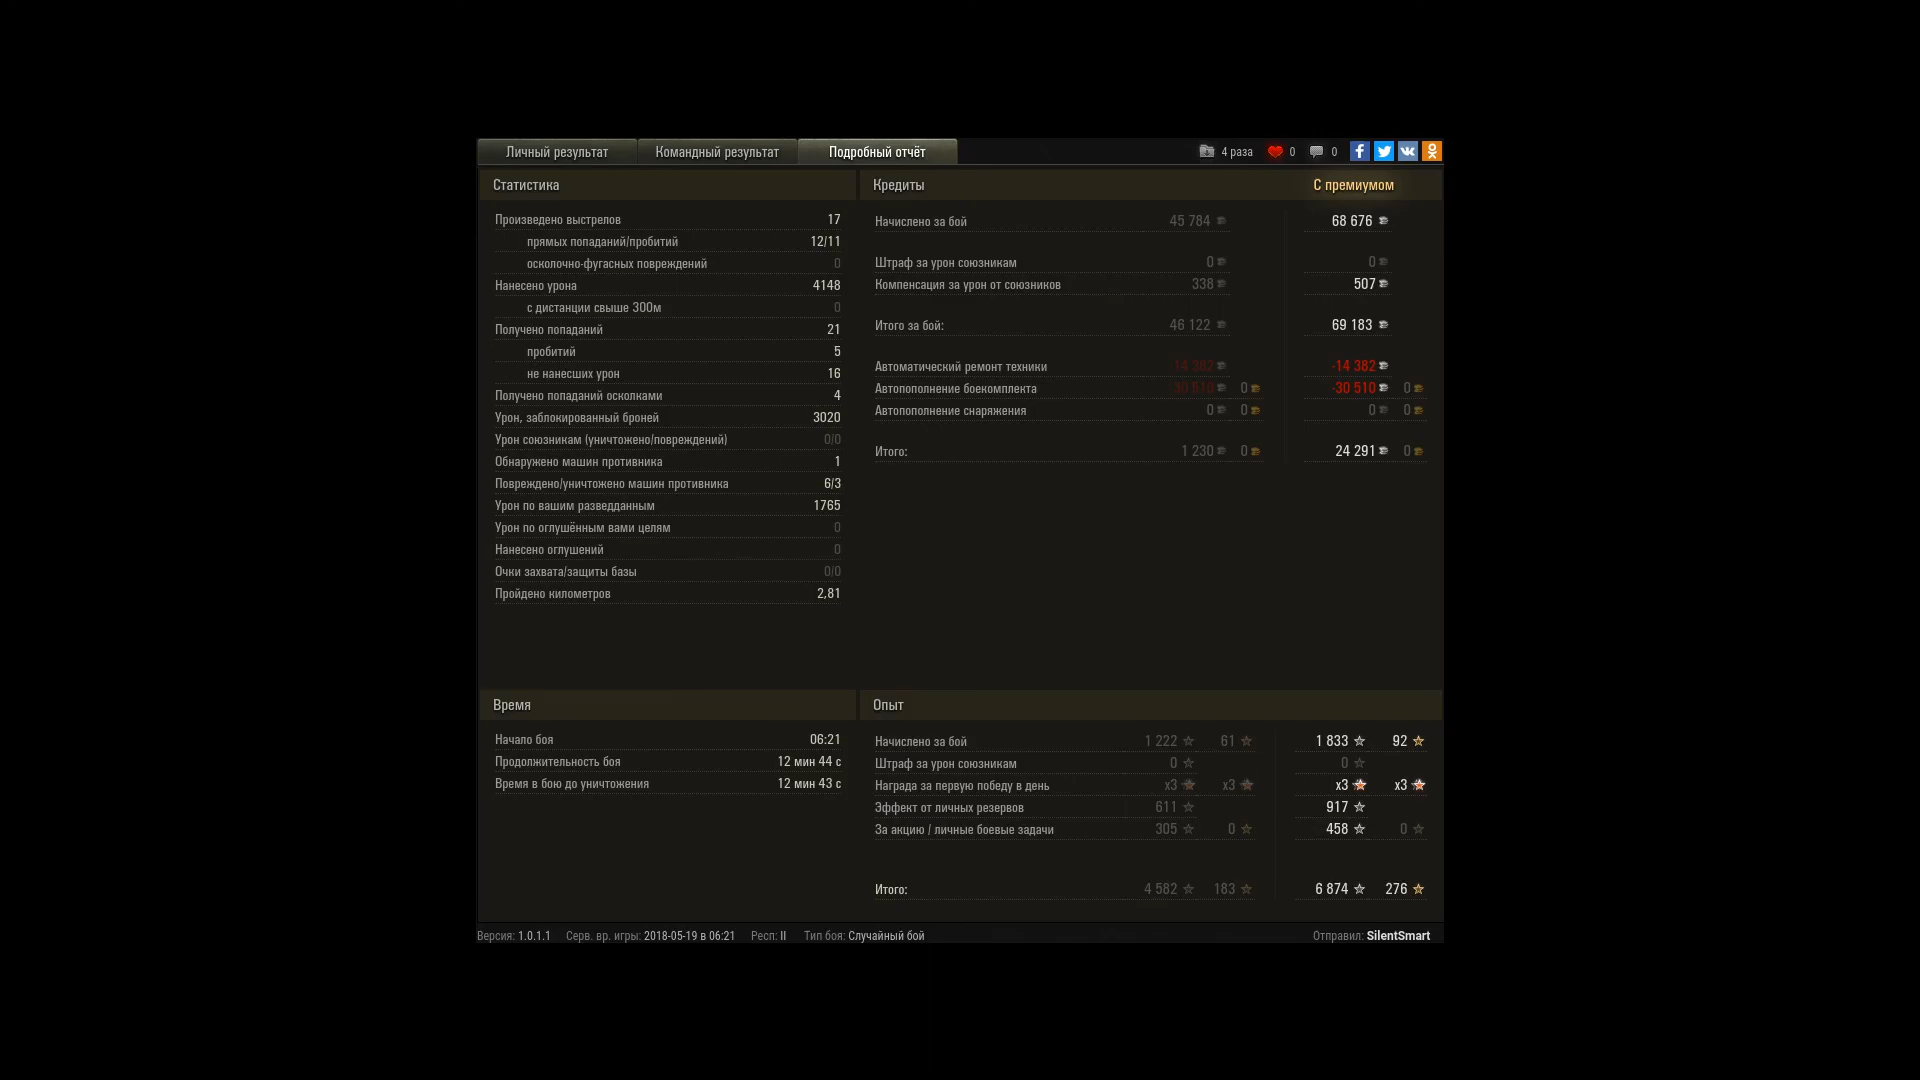 Личный результат Командный результат Подробный отчёт 4 раза 0 0
Статистика
Произведено выстрелов 17
прямых попаданий/пробитий 12/11
осколочно-фугасных повреждений 0
Нанесено урона 4148
с дистанции свыше 300м 0
Получено попаданий 21
пробитий 5
не нанесших урон 16
Получено попаданий осколками 4
Урон, заблокированный броней 3020
Урон союзникам (уничтожено/повреждений) 0/0
Обнаружено машин противника 1
Повреждено/уничтожено машин противника 6/3
Урон по вашим разведданным 1765
Урон по оглушённым вами целям 0
Нанесено оглушений 0
Очки захвата/защиты базы 0/0
Пройдено километров 2,81
Кредиты С премиумом
Начислено за бой 45 784 68 676
Штраф за урон союзникам 0 0
Компенсация за урон от союзников 338 507
Итого за бой: 46 122 69 183
Автоматический ремонт техники -14 382 -14 382
Автопополнение боекомплекта -30 510 0 -30 510 0
Автопополнение снаряжения 0 0 0 0
Итого: 1 230 0 24 291 0
Время
Начало боя 06:21
Продолжительность боя 12 мин 44 с
Время в бою до уничтожения 12 мин 43 с
Опыт
Начислено за бой 1 222 61 1 833 92
Штраф за урон союзникам 0 0
Награда за первую победу в день x3 x3 x3 x3
Эффект от личных резервов 611 917
За акцию / личные боевые задачи 305 0 458 0
Итого: 4 582 183 6 874 276
Версия: 1.0.1.1 Серв. вр. игры: 2018-05-19 в 06:21 Респ: II Тип боя: Случайный бой Отправил: SilentSmart